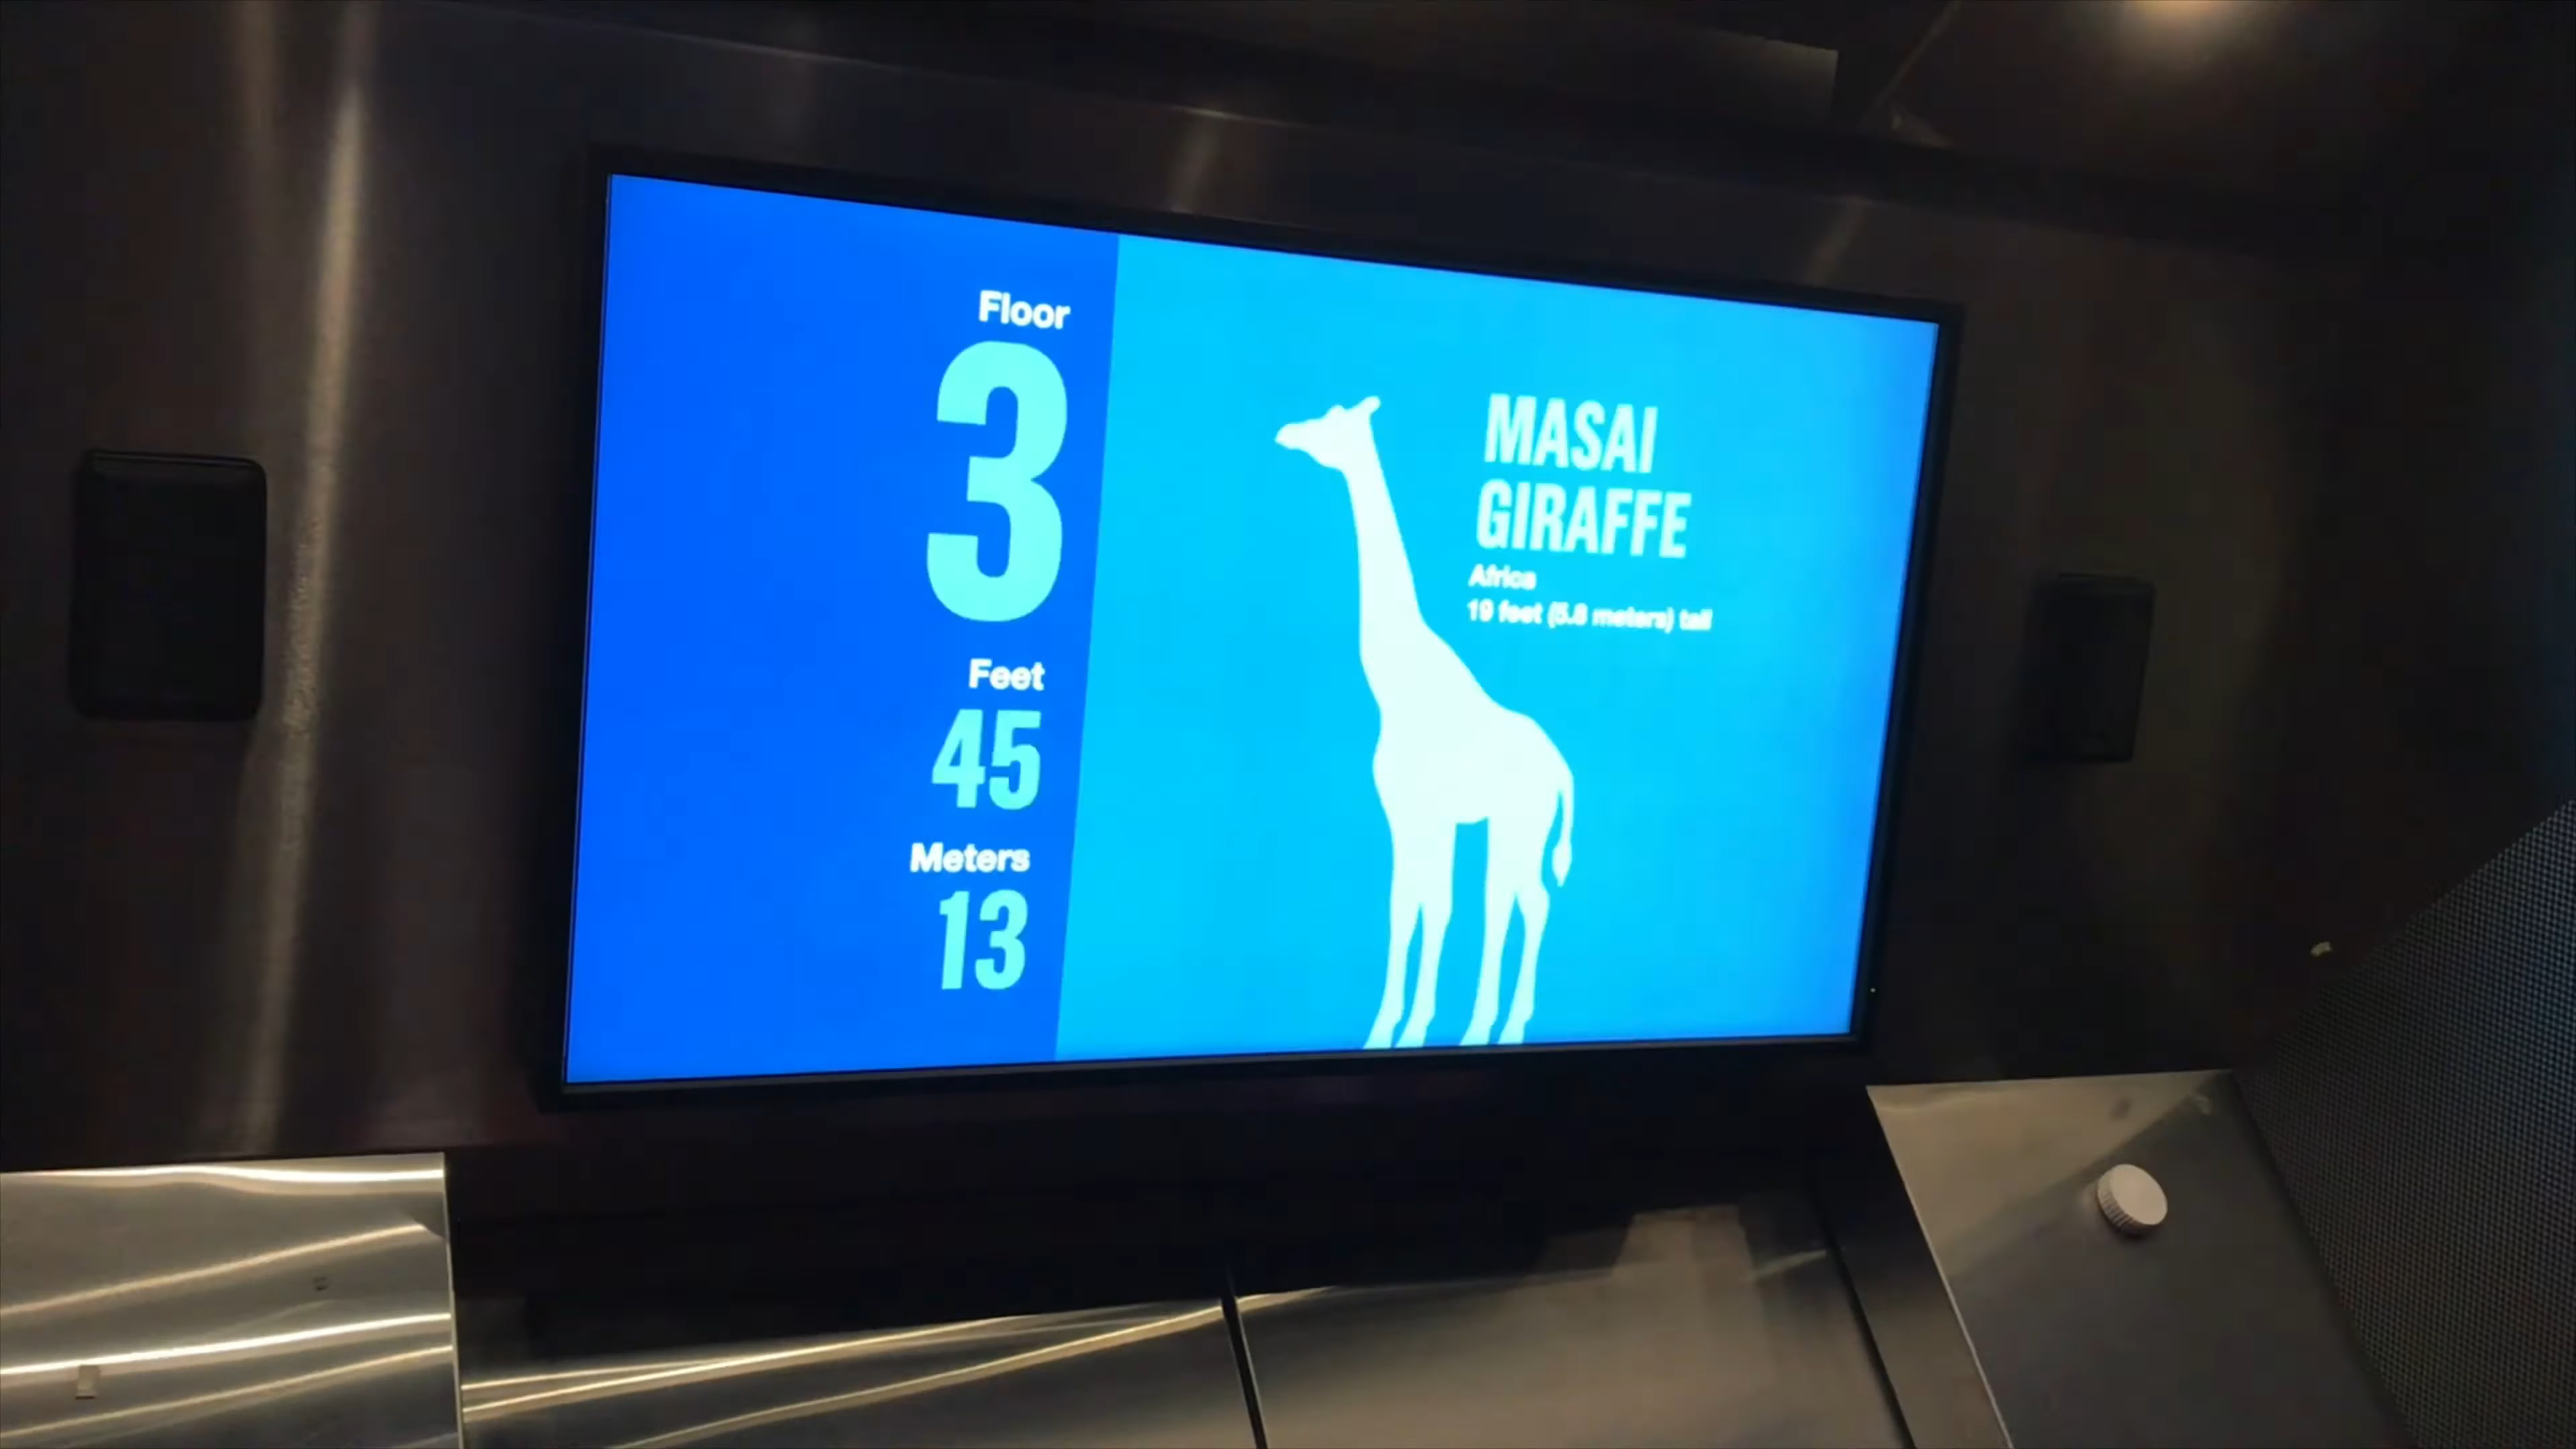 Floor
3
Feet
45
Meters
13
MASAI
GIRAFFE
Africa
19 feet (5.8 meters) tall